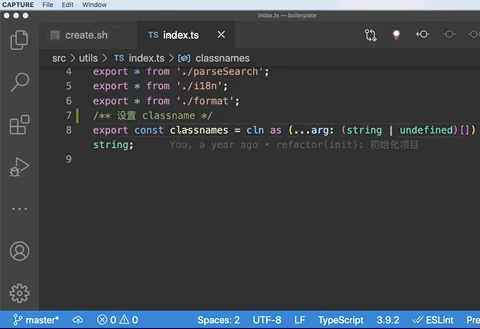 CAPTURE File Edit Window
index.ts — boilerplate
create.sh TS index.ts
src > utils > TS index.ts > classnames
4 export * from './parseSearch';
5 export * from './i18n';
6 export * from './format';
7 /** 设置 classname */
8 export const classnames = cln as (...arg: (string | undefined)[])
string; You, a year ago • refactor(init): 初始化项目
9
master* 0 0 Spaces: 2 UTF-8 LF TypeScript 3.9.2 ESLint Pre